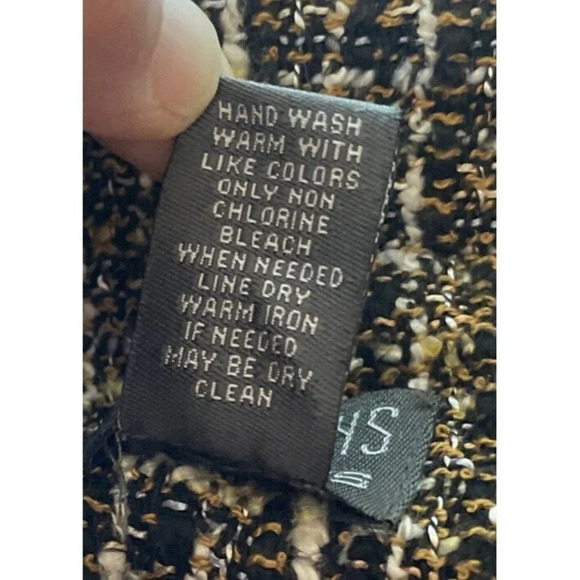 HAND WASH
WARM WITH
LIKE COLORS
ONLY NON
CHLORINE
BLEACH
WHEN NEEDED
LINE DRY
WARM IRON
IF NEEDED
MAY BE DRY
CLEAN